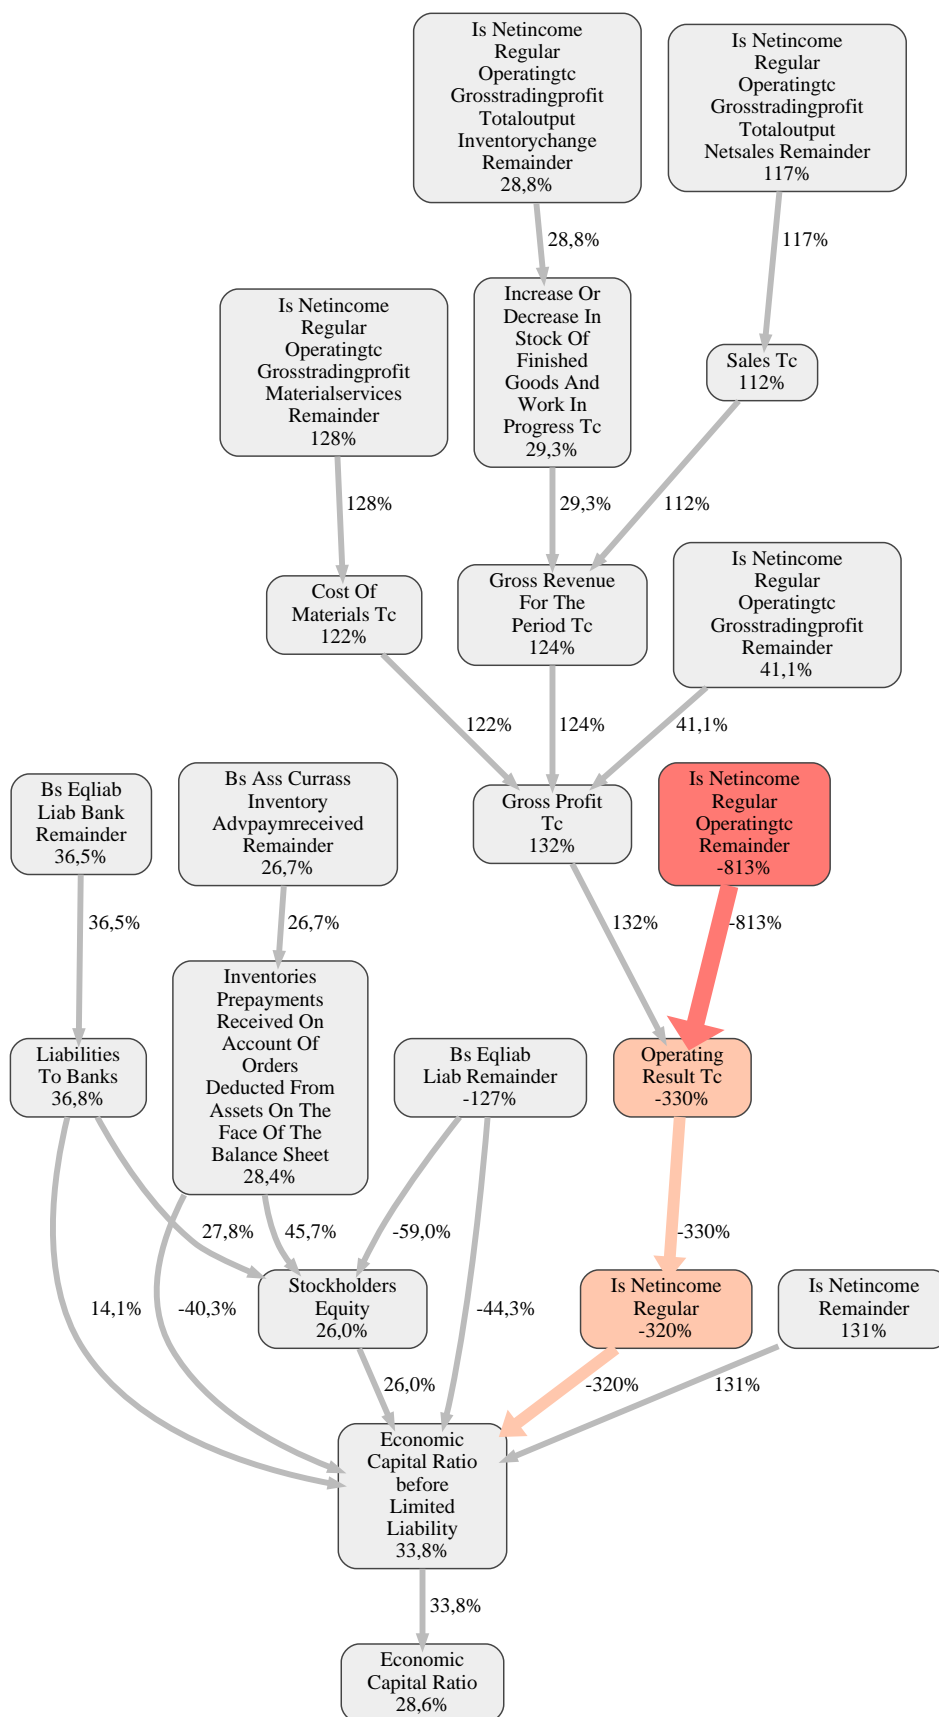 Is Netincome
Regular
Operatingtc
Grosstradingprofit
Totaloutput
Inventorychange
Remainder
28,8%
Is Netincome
Regular
Operatingtc
Grosstradingprofit
Totaloutput
Netsales Remainder
117%
28,8%
117%
Is Netincome
Regular
Operatingtc
Grosstradingprofit
Materialservices
Remainder
128%
Increase Or
Decrease In
Stock Of
Finished
Goods And
Work In
Progress Tc
29,3%
Sales Tc
112%
128%
29,3%
112%
Cost Of
Materials Tc
122%
Gross Revenue
For The
Period Tc
124%
Is Netincome
Regular
Operatingtc
Grosstradingprofit
Remainder
41,1%
122%
124%
41,1%
Bs Eqliab
Liab Bank
Remainder
36,5%
Bs Ass Currass
Inventory
Advpaymreceived
Remainder
26,7%
Gross Profit
Tc
132%
Is Netincome
Regular
Operatingtc
Remainder
-813%
36,5%
26,7%
132%
-813%
Liabilities
To Banks
36,8%
Inventories
Prepayments
Received On
Account Of
Orders
Deducted From
Assets On The
Face Of The
Balance Sheet
28,4%
Bs Eqliab
Liab Remainder
-127%
Operating
Result Tc
-330%
27,8%
45,7%
-59,0%
-330%
14,1%
-40,3%
Stockholders
Equity
26,0%
-44,3%
Is Netincome
Regular
-320%
Is Netincome
Remainder
131%
26,0%
-320%
131%
Economic
Capital Ratio
before
Limited
Liability
33,8%
33,8%
Economic
Capital Ratio
28,6%